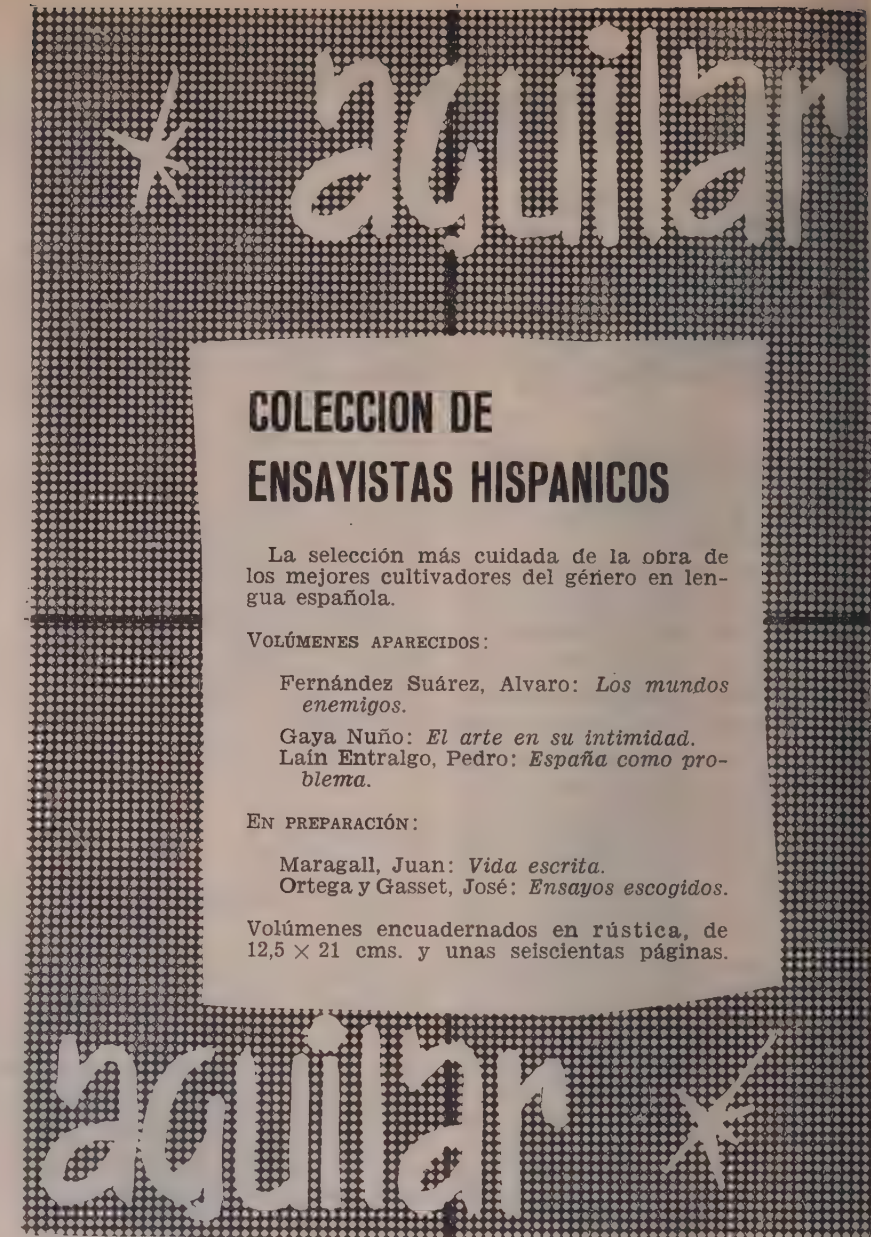 aguilar
COLECCION DE
ENSAYISTAS HISPANICOS
La selección más cuidada de la obra de
los mejores cultivadores del género en len-
gua española.
VOLÚMENES APARECIDOS:
Fernández Suárez, Alvaro: Los mundos
enemigos.
Gaya Nuño: El arte en su intimidad.
Laín Entralgo, Pedro: España como pro-
blema.
EN PREPARACIÓN:
Maragall, Juan: Vida escrita.
Ortega y Gasset, José: Ensayos escogidos.
Volúmenes encuadernados en rústica, de
12,5 × 21 cms. y unas seiscientas páginas.
aguilar